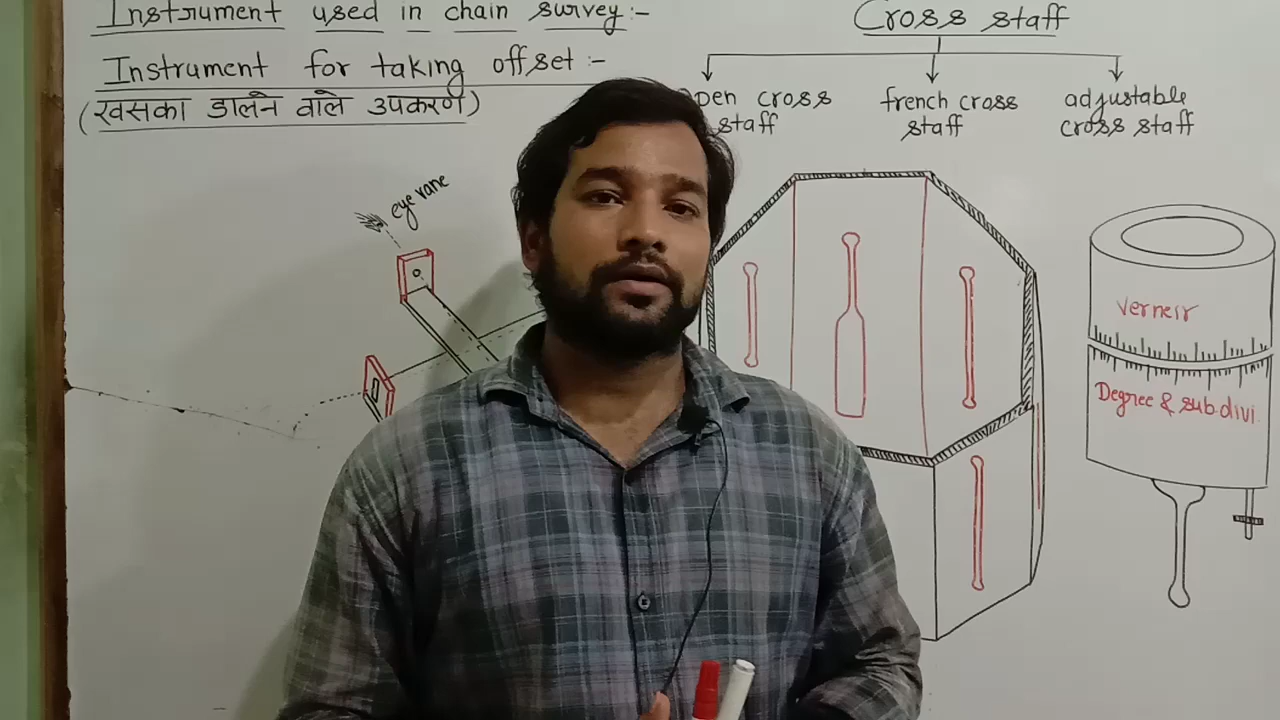 Instrument used in chain survey:-
Instrument for taking offset :-
(खसका डालने वाले उपकरण)
Cross staff
pen cross staff
french cross staff
adjustable cross staff
eye vane
Verneir
Degree & sub.divi.